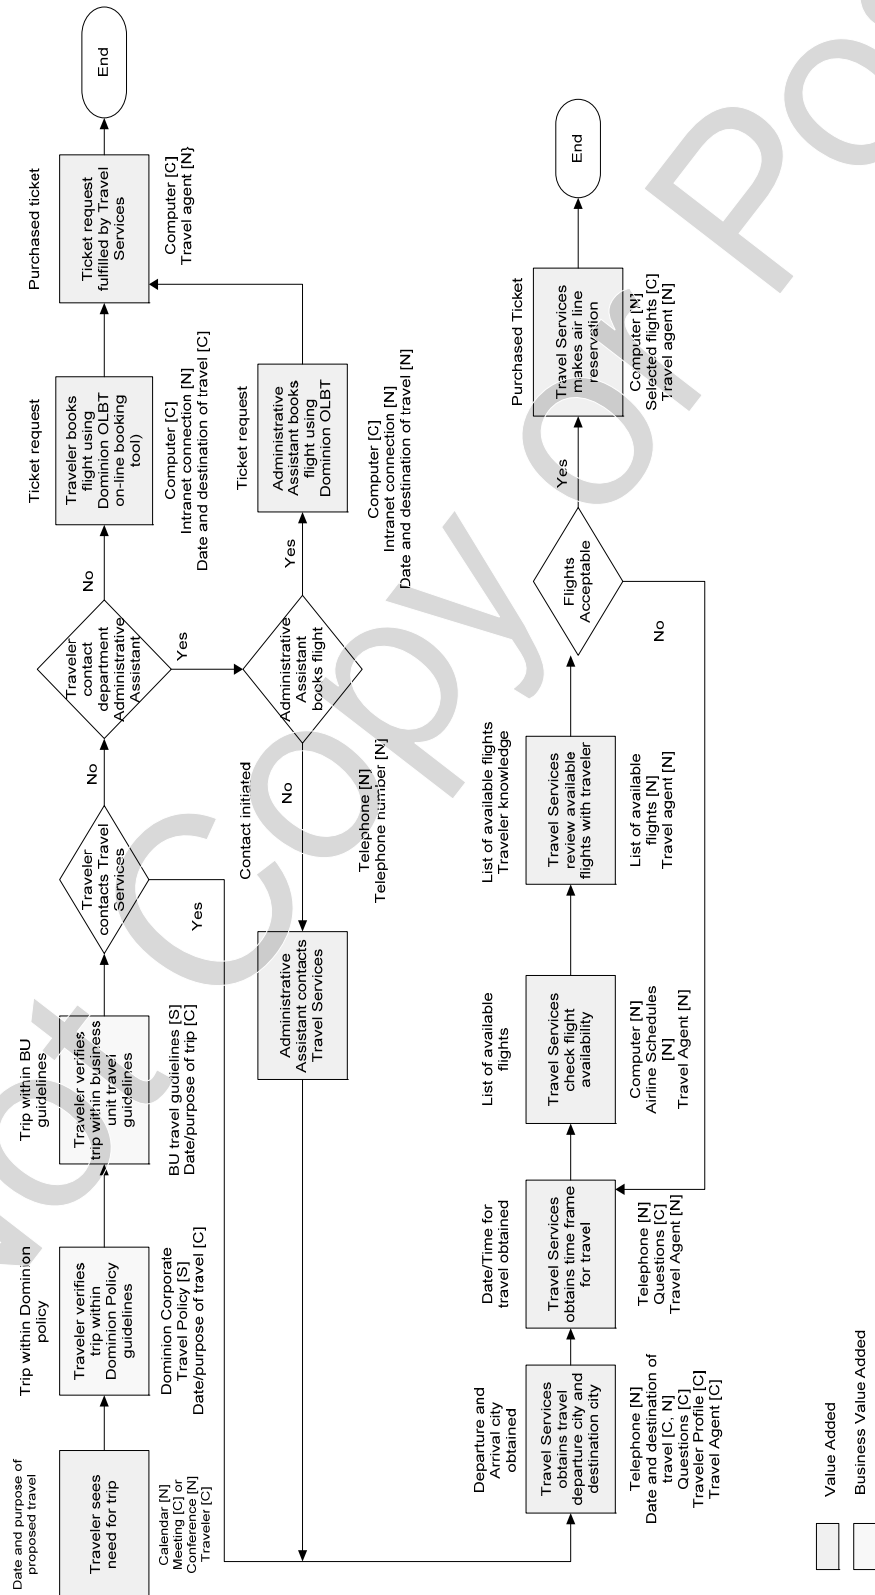 Date and purpose of
proposed travel
Traveler sees
need for trip
Calendar [N]
Meeting [C] or
Conference [N]
Traveler [C]
Trip within Dominion
policy
Traveler verifies
trip within
Dominion Policy
guidelines
Dominion Corporate
Travel Policy [S]
Date/purpose of travel [C]
Trip within BU
guidelines
Traveler verifies
trip within business
unit travel
guidelines
BU travel guidelines [S]
Date/purpose of trip [C]
Traveler
contacts Travel
Services
No
Yes
Traveler
contact
department
Administrative
Assistant
No
Yes
Ticket request
Traveler books
flight using
Dominion OLBT
on-line booking
tool)
Computer [C]
Intranet connection [N]
Date and destination of travel [C]
Purchased ticket
Ticket request
fulfilled by Travel
Services
Computer [C]
Travel agent [N}
End
Contact initiated
Administrative
Assistant contacts
Travel Services
Telephone [N]
Telephone number [N]
No
Administrative
Assistant
books flight
Yes
Ticket request
Administrative
Assistant books
flight using
Dominion OLBT
Computer [C]
Intranet connection [N]
Date and destination of travel [N]
Departure and
Arrival city
obtained
Travel Services
obtains travel
departure city and
destination city
Telephone [N]
Date and destination of
travel [C, N]
Questions [C]
Traveler Profile [C]
Travel Agent [C]
Date/Time for
travel obtained
Travel Services
obtains time frame
for travel
Telephone [N]
Questions [C]
Travel Agent [N]
List of available
flights
Travel Services
check flight
availability
Computer [N]
Airline Schedules
[N]
Travel Agent [N]
List of available flights
Traveler knowledge
Travel Services
review available
flights with traveler
List of available
flights [N]
Travel agent [N]
Flights
Acceptable
Yes
No
Purchased Ticket
Travel Services
makes air line
reservation
Computer [N]
Selected flights [C]
Travel agent [N]
End
Value Added
Business Value Added
Not Copy or Po